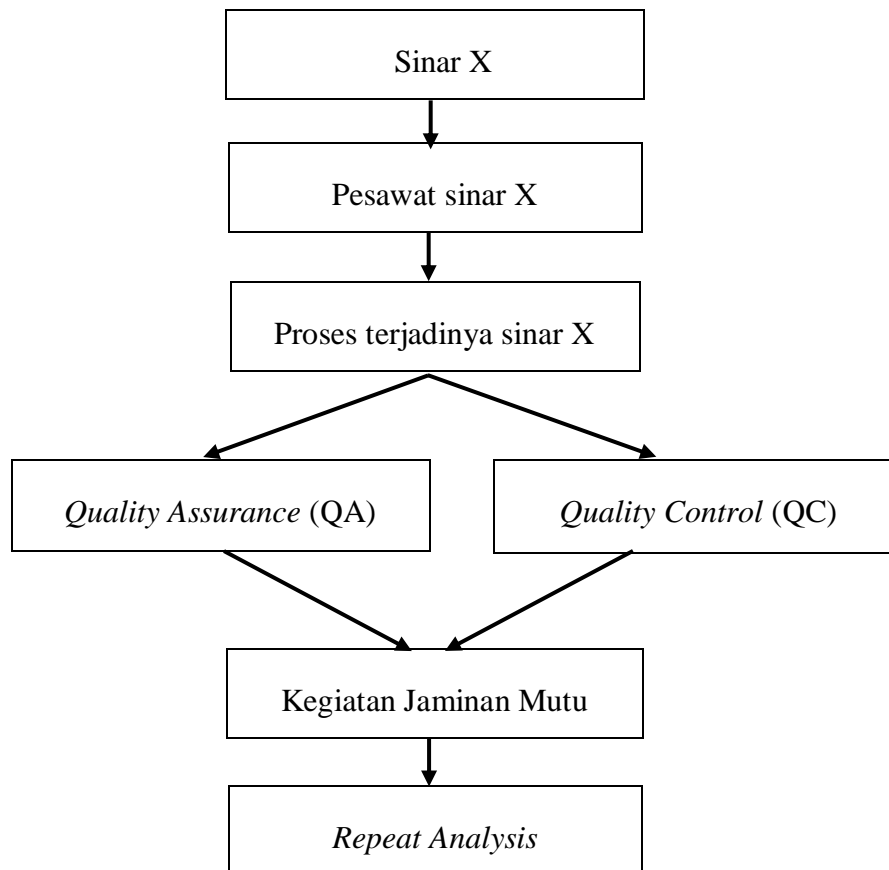 Sinar X
Pesawat sinar X
Proses terjadinya sinar X
Quality Assurance (QA)
Quality Control (QC)
Kegiatan Jaminan Mutu
Repeat Analysis